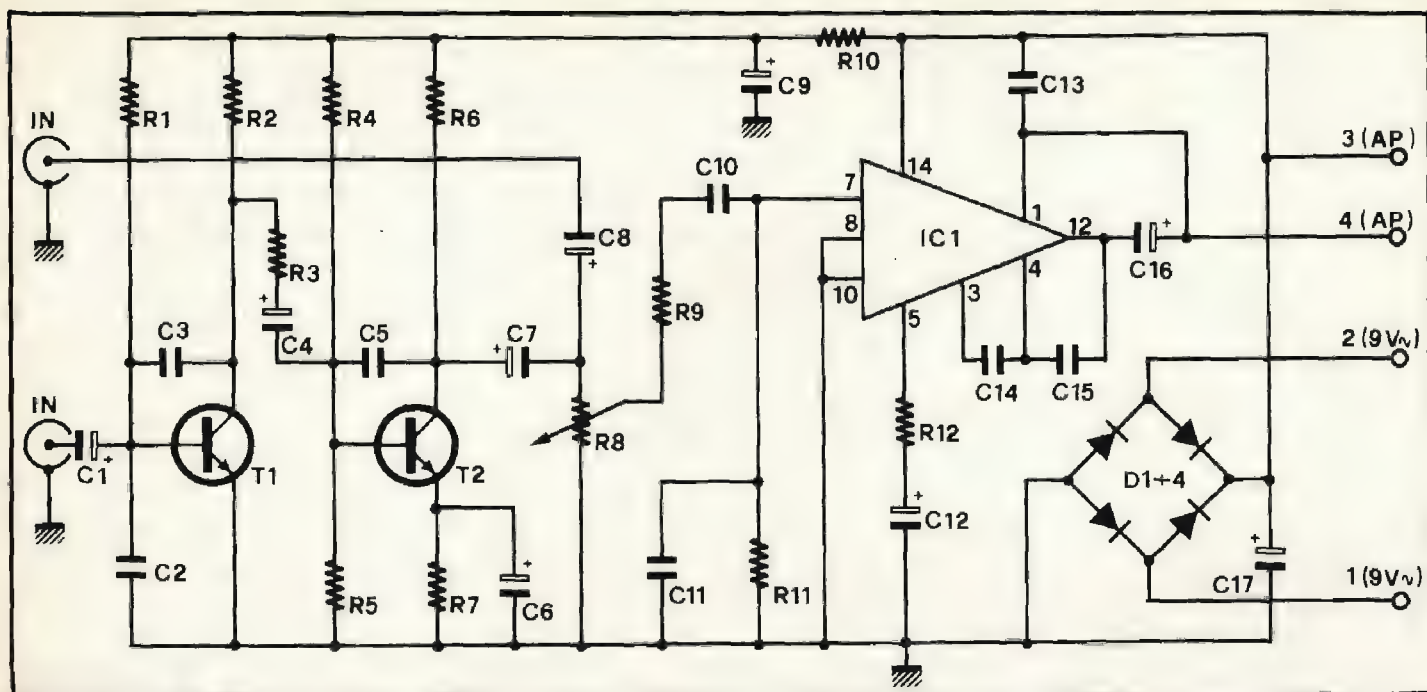 R10
C9
C13
IN
R1
R2
R4
R6
3 (AP)
C10
14
7
1
C8
8
IC1
12
4 (AP)
R3
C16
10
4
R9
3
5
C3
C4
C5
C7
2 (9V∿)
C14
C15
IN
R8
R12
C1
+
T1
T2
D1÷4
C12
C2
C17
R5
R7
C6
C11
R11
1 (9V∿)
+
+
+
+
+
+
+
+